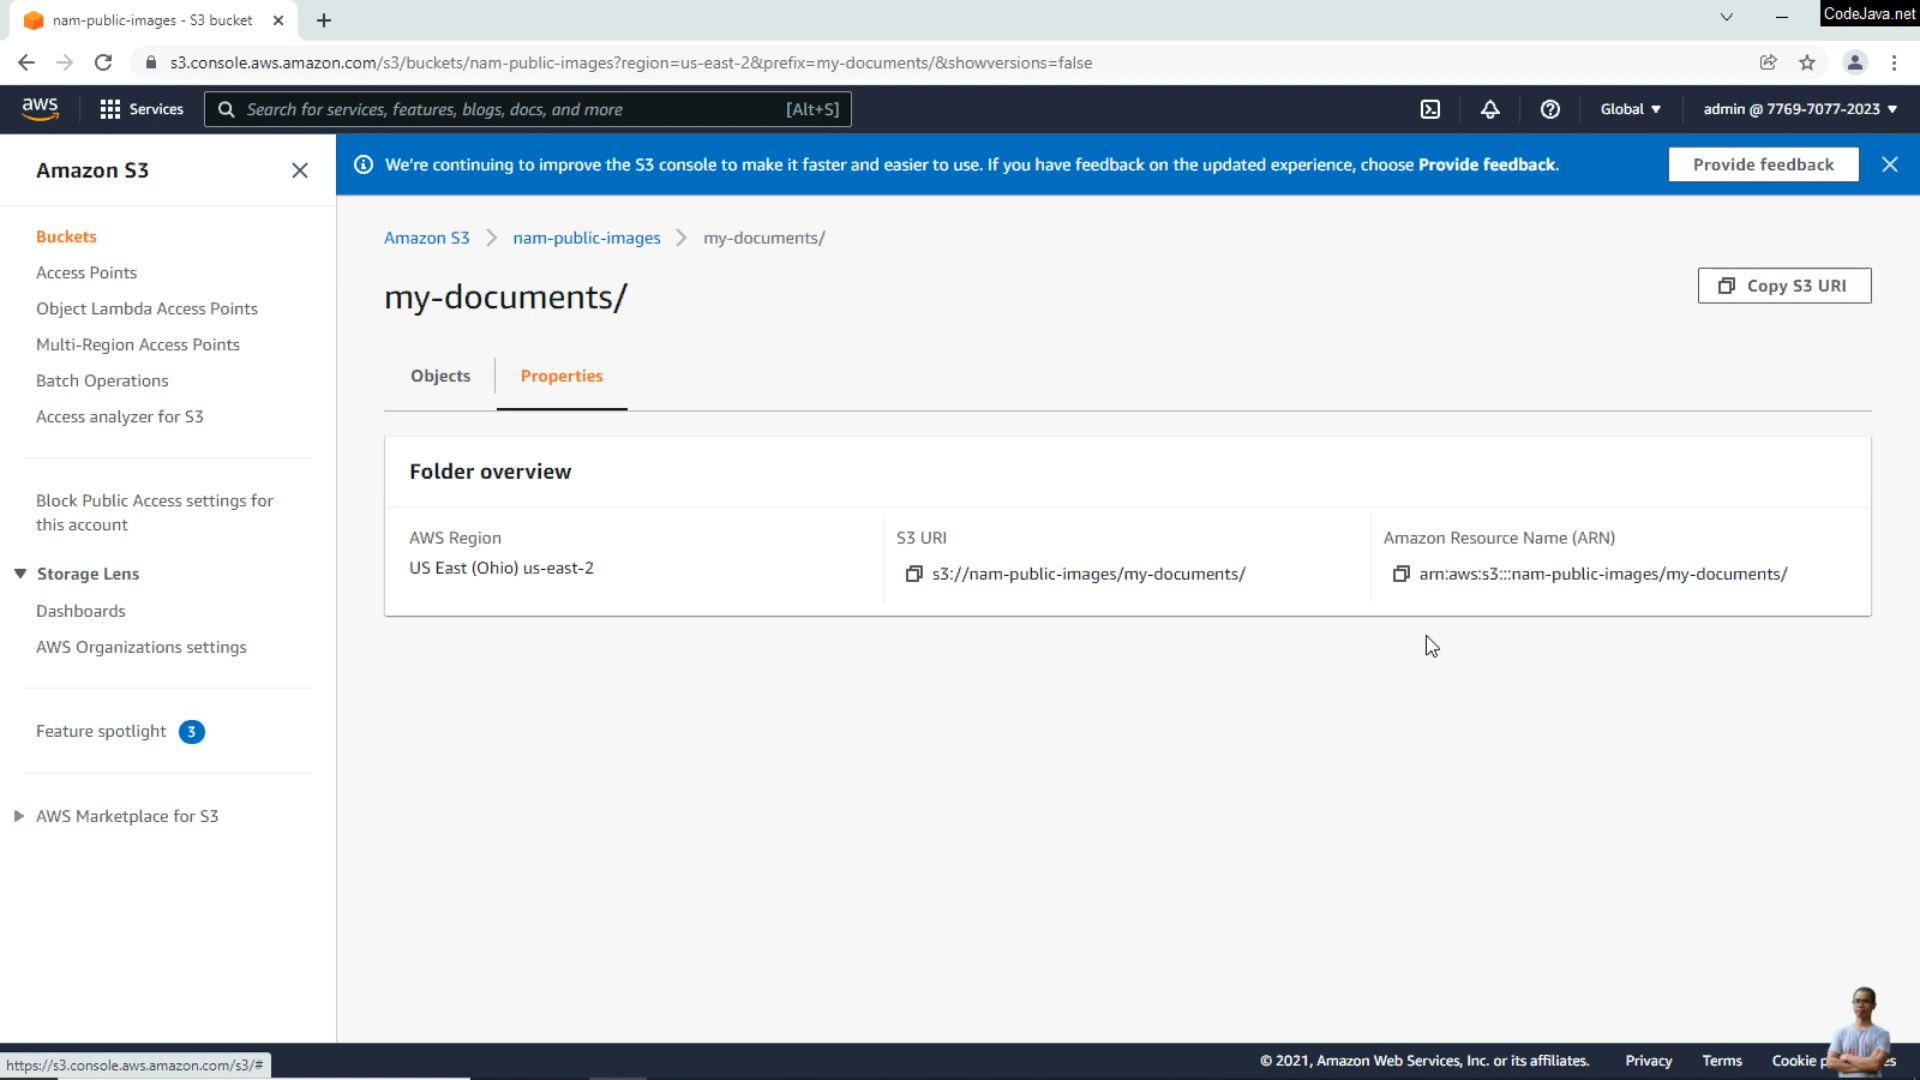 nam-public-images - S3 bucket
CodeJava.net
s3.console.aws.amazon.com/s3/buckets/nam-public-images?region=us-east-2&prefix=my-documents/&showversions=false
aws
Services
Search for services, features, blogs, docs, and more
[Alt+S]
Global
admin @ 7769-7077-2023
Amazon S3
We're continuing to improve the S3 console to make it faster and easier to use. If you have feedback on the updated experience, choose Provide feedback.
Provide feedback
Buckets
Access Points
Object Lambda Access Points
Multi-Region Access Points
Batch Operations
Access analyzer for S3
Block Public Access settings for
this account
Storage Lens
Dashboards
AWS Organizations settings
Feature spotlight 3
AWS Marketplace for S3
Amazon S3 > nam-public-images > my-documents/
my-documents/
Copy S3 URI
Objects
Properties
Folder overview
AWS Region
US East (Ohio) us-east-2
S3 URI
s3://nam-public-images/my-documents/
Amazon Resource Name (ARN)
arn:aws:s3:::nam-public-images/my-documents/
https://s3.console.aws.amazon.com/s3/#
© 2021, Amazon Web Services, Inc. or its affiliates.
Privacy
Terms
Cookie